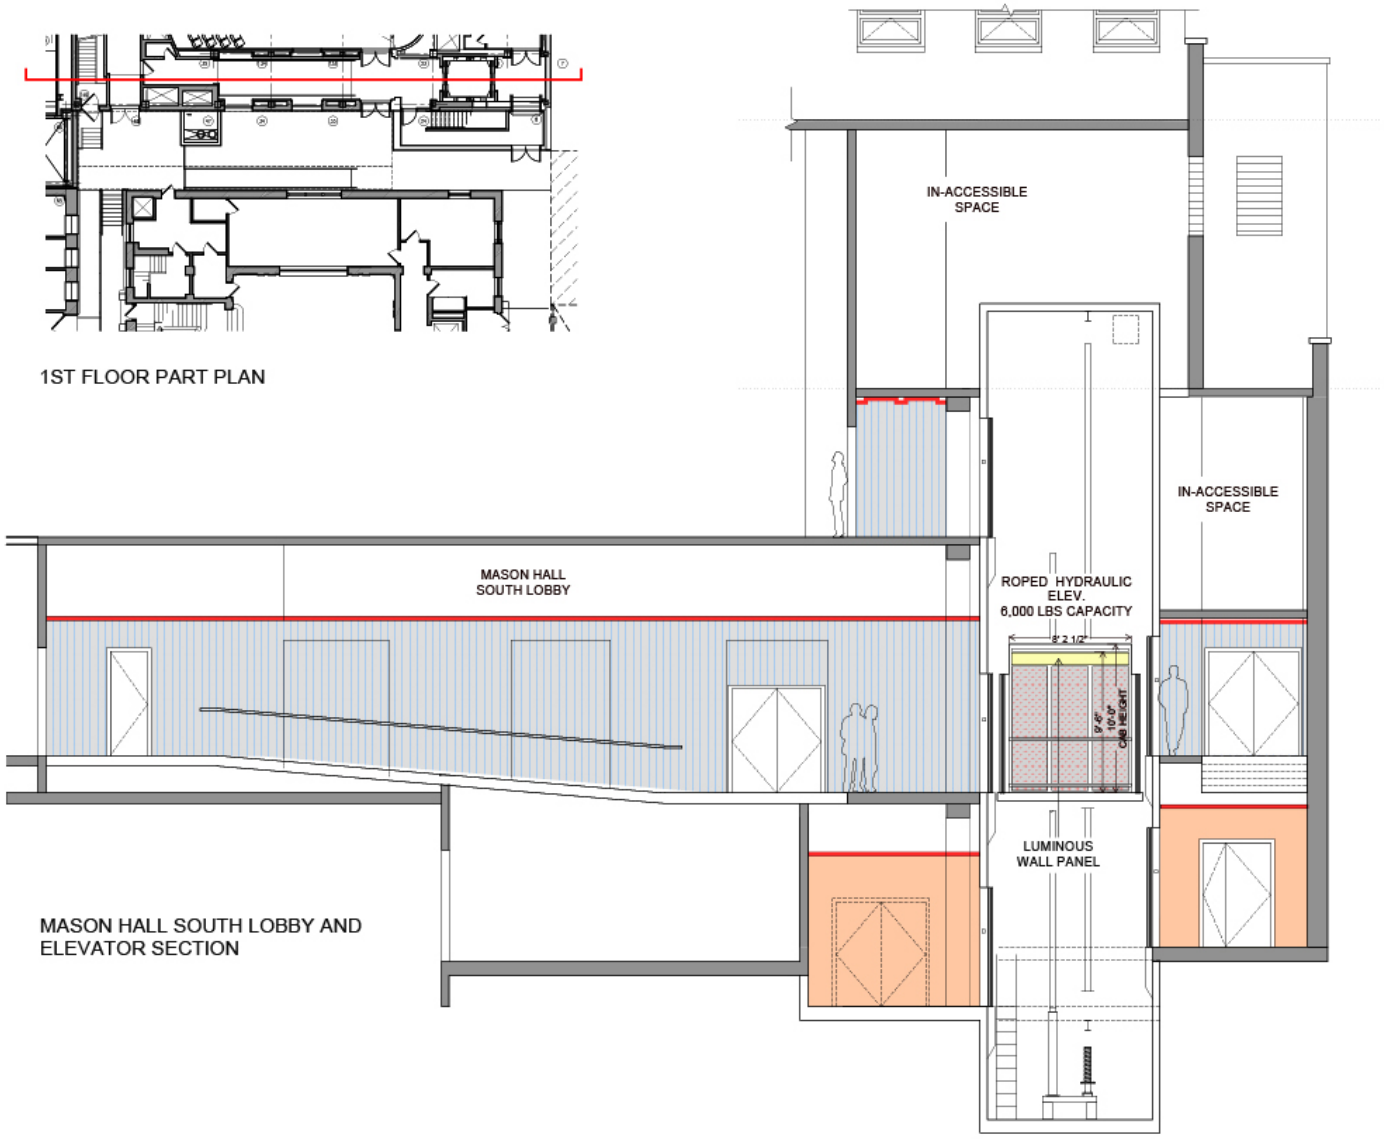 1ST FLOOR PART PLAN
IN-ACCESSIBLE
SPACE
IN-ACCESSIBLE
SPACE
MASON HALL
SOUTH LOBBY
ROPED HYDRAULIC
ELEV.
6,000 LBS CAPACITY
8' 2 1/2"
9'-6"
10'-0"
CAB HEIGHT
LUMINOUS
WALL PANEL
MASON HALL SOUTH LOBBY AND
ELEVATOR SECTION